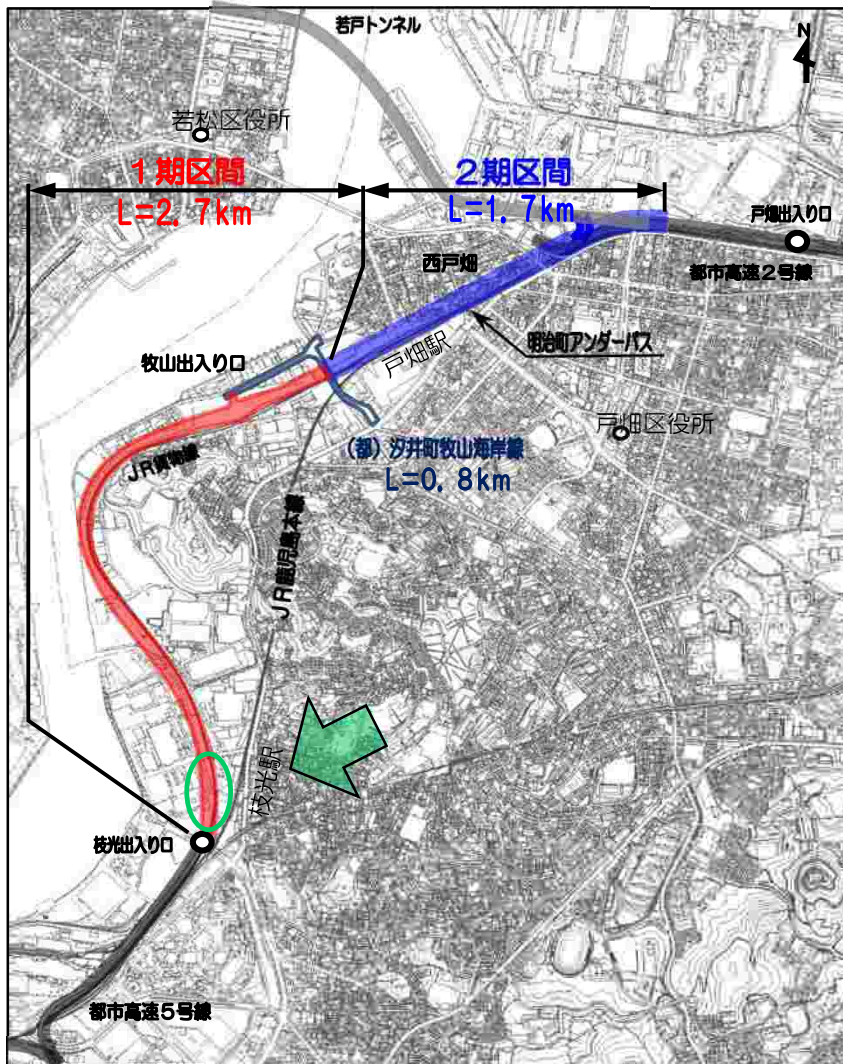 若戸トンネル
N
若松区役所
1期区間
L=2.7km
2期区間
L=1.7km
戸畑出入り口
都市高速2号線
西戸畑
明治町アンダーパス
戸畑駅
牧山出入り口
戸畑区役所
JR貨物線
(都)汐井町牧山海岸線
L=0.8km
JR鹿児島本線
枝光駅
枝光出入り口
都市高速5号線